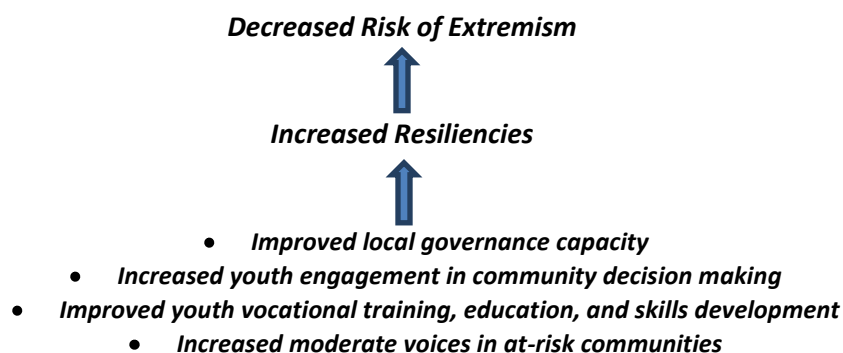 Decreased Risk of Extremism
Increased Resiliencies
• Improved local governance capacity
• Increased youth engagement in community decision making
• Improved youth vocational training, education, and skills development
• Increased moderate voices in at-risk communities